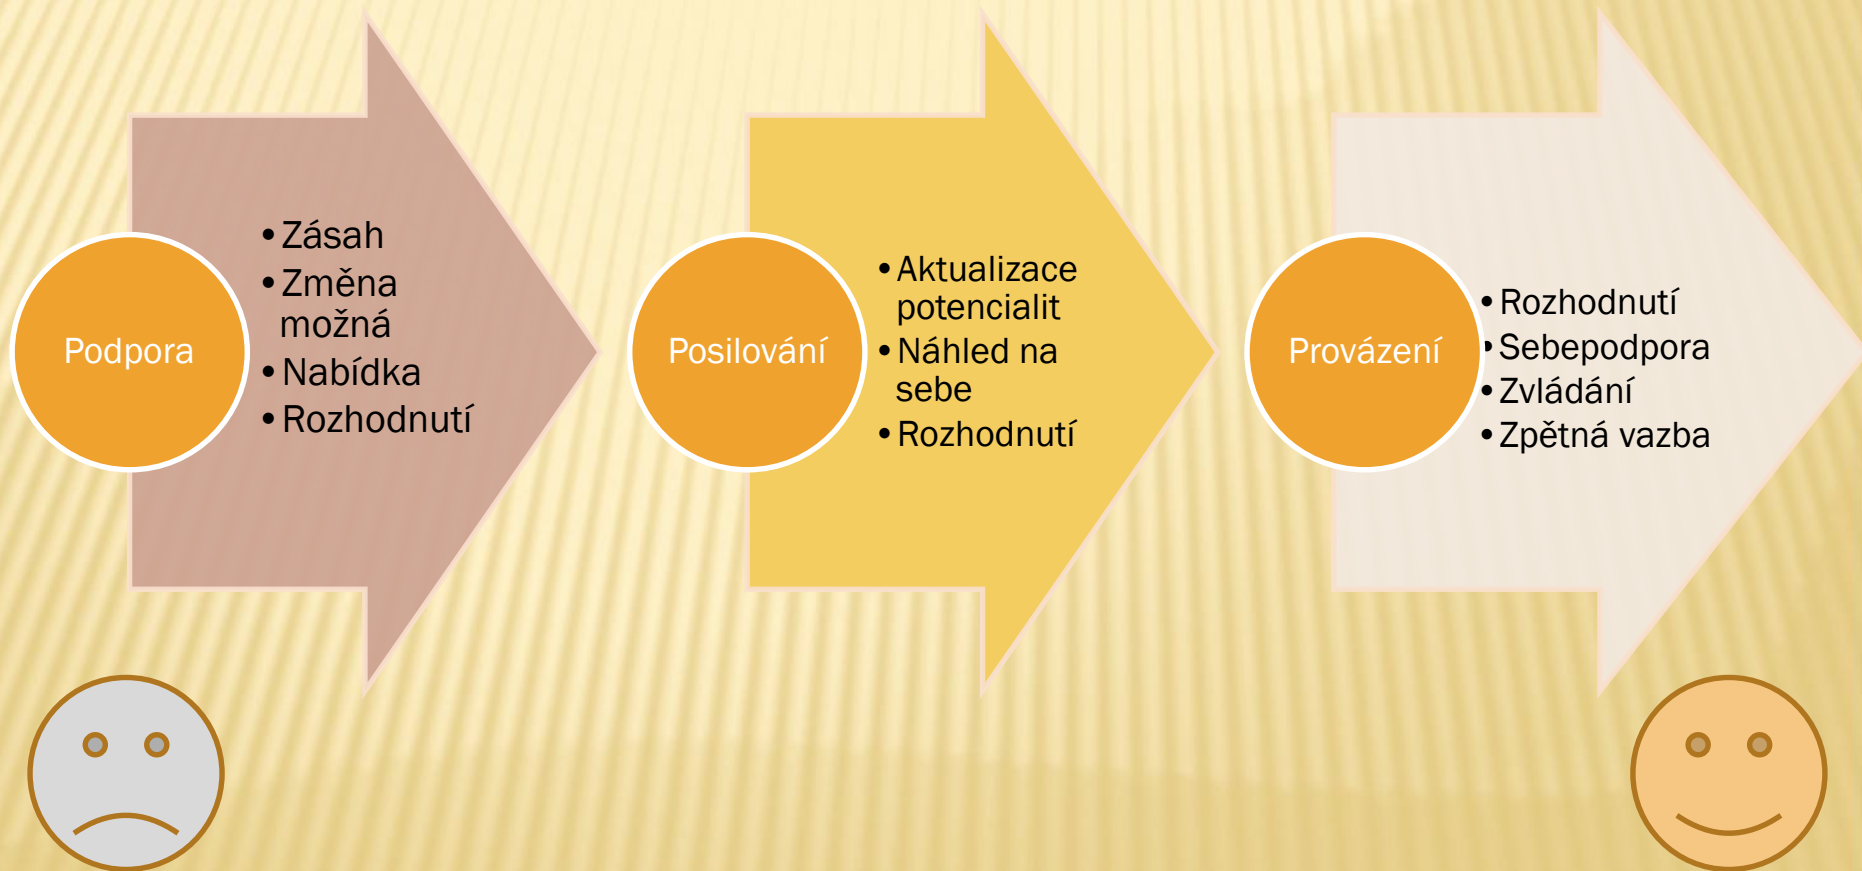 Podpora
•Zásah
•Změna
možná
•Nabídka
•Rozhodnutí
Posilování
•Aktualizace
potencialit
•Náhled na
sebe
•Rozhodnutí
Provázení
•Rozhodnutí
•Sebepodpora
•Zvládání
•Zpětná vazba